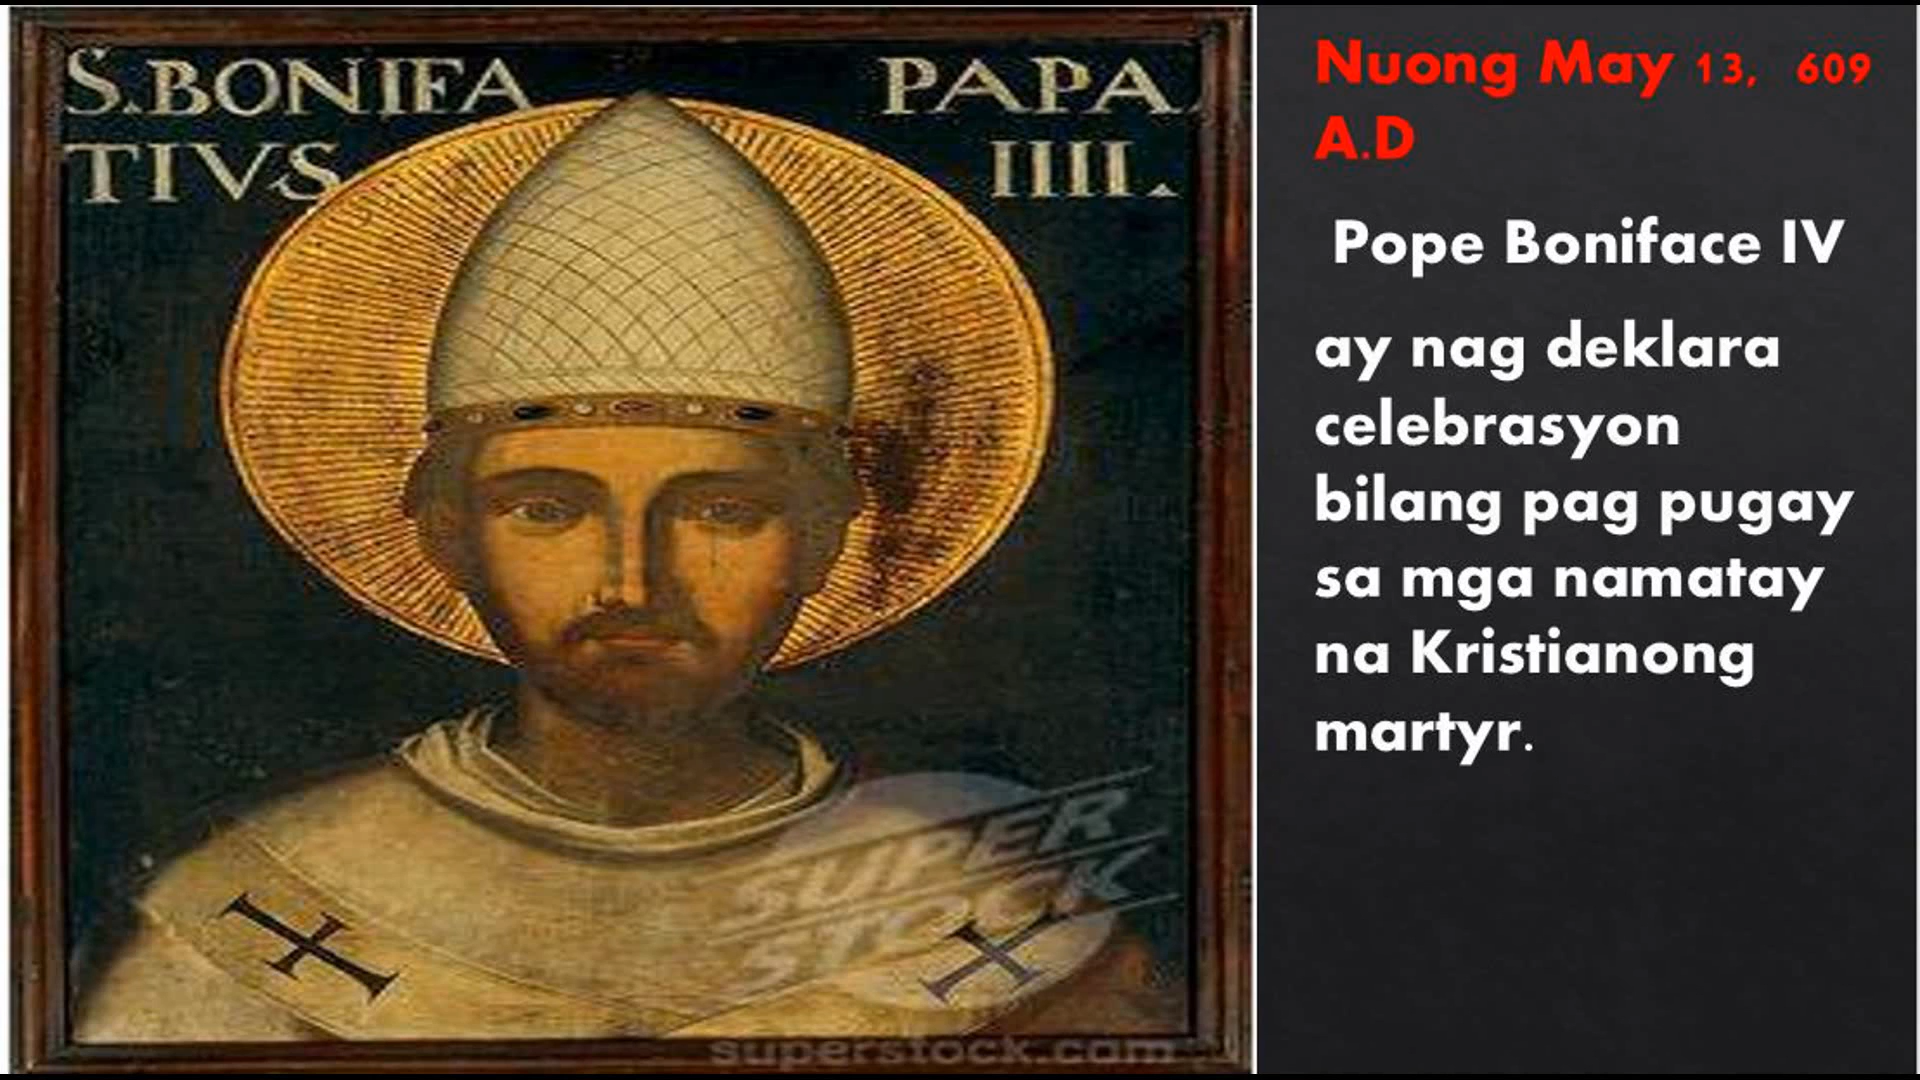 S.BONIFA PAPA
TIVS IIII.
Nuong May 13, 609
A.D
Pope Boniface IV
ay nag deklara
celebrasyon
bilang pag pugay
sa mga namatay
na Kristianong
martyr.
SUPER
STOCK
superstock.com